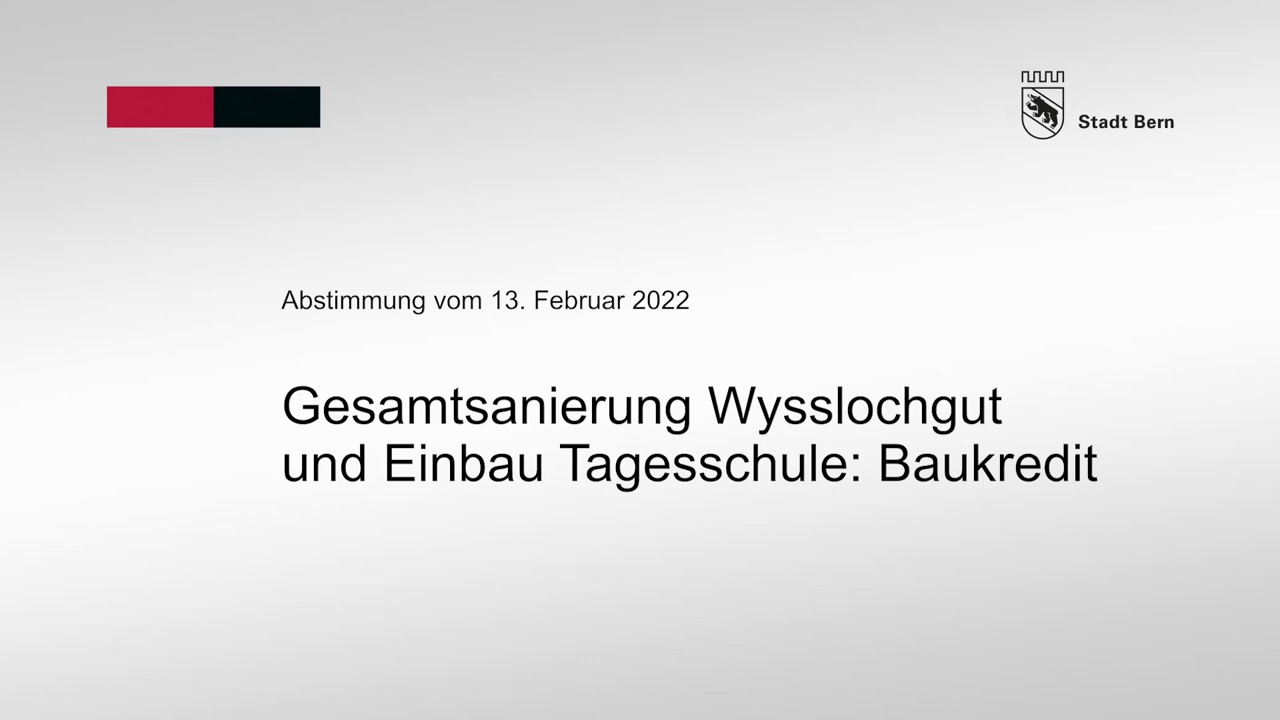 Stadt Bern
Abstimmung vom 13. Februar 2022
Gesamtsanierung Wysslochgut
und Einbau Tagesschule: Baukredit